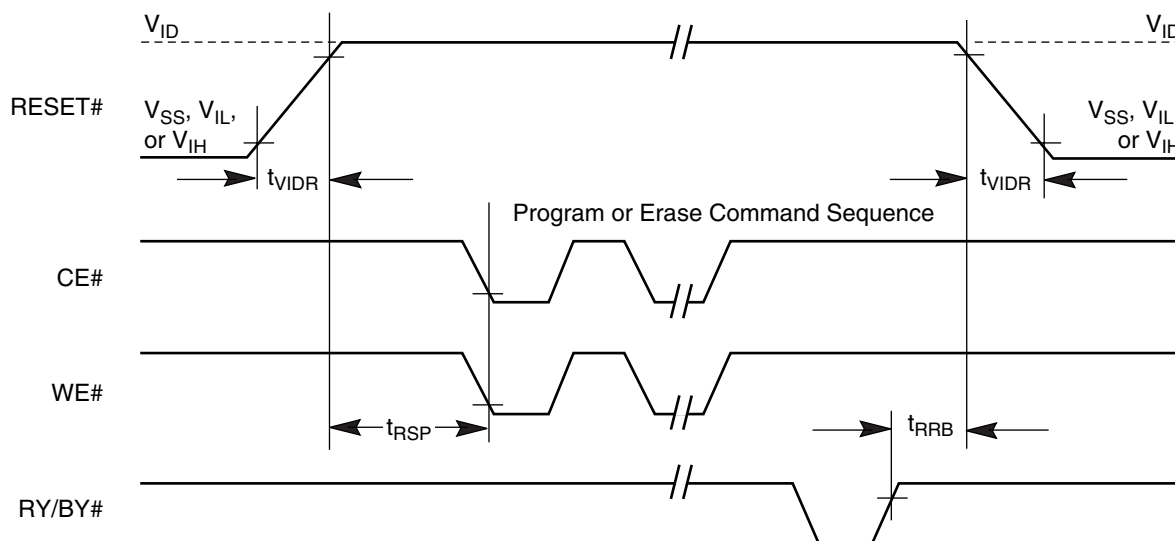 V_ID
V_ID
RESET#
V_SS, V_IL,
or V_IH
V_SS, V_IL
or V_IH
t_VIDR
t_VIDR
Program or Erase Command Sequence
CE#
WE#
t_RSP
t_RRB
RY/BY#